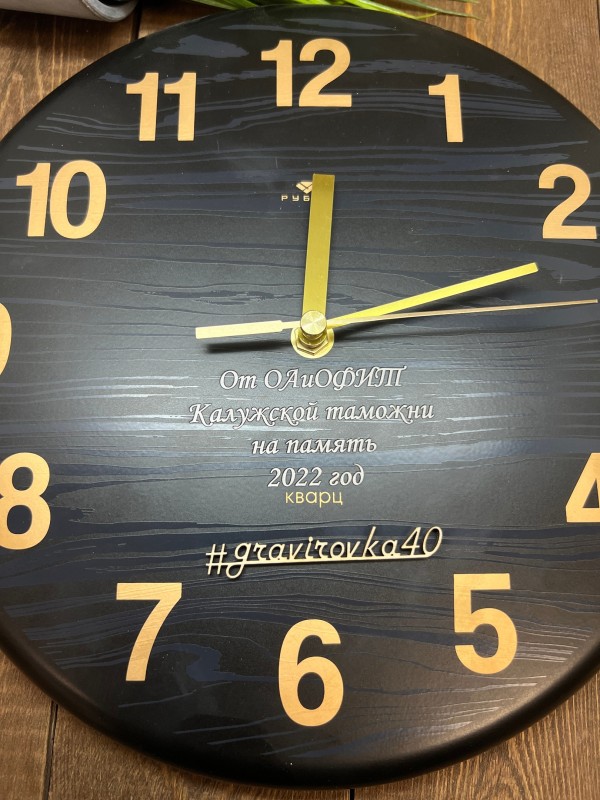 12
11
1
10
2
РУБ
От ОАиОФИТ
Калужской таможни
на память
2022 год
кварц
8
4
#gravirovka40
7
5
6